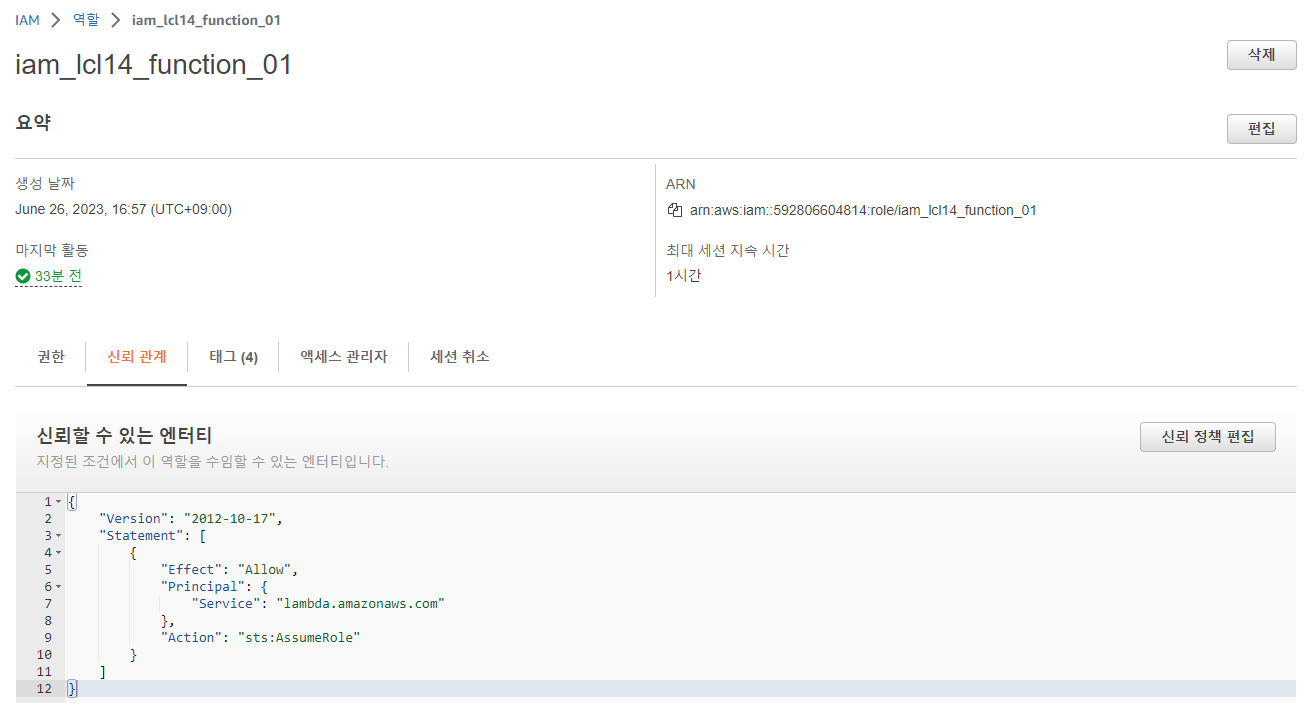 IAM > 역할 > iam_lcl14_function_01
iam_lcl14_function_01
삭제
요약
편집
생성 날짜
June 26, 2023, 16:57 (UTC+09:00)
ARN
arn:aws:iam::592806604814:role/iam_lcl14_function_01
마지막 활동
33분 전
최대 세션 지속 시간
1시간
권한
신뢰 관계
태그 (4)
액세스 관리자
세션 취소
신뢰할 수 있는 엔터티
지정된 조건에서 이 역할을 수임할 수 있는 엔터티입니다.
신뢰 정책 편집
1 {
2     "Version": "2012-10-17",
3     "Statement": [
4         {
5             "Effect": "Allow",
6             "Principal": {
7                 "Service": "lambda.amazonaws.com"
8             },
9             "Action": "sts:AssumeRole"
10         }
11     ]
12 }